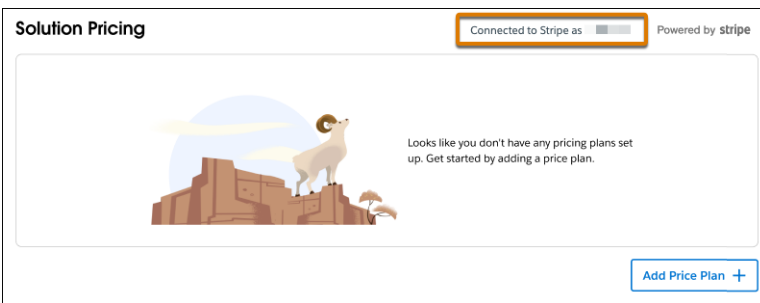 Solution Pricing
Connected to Stripe as
Powered by stripe
Looks like you don't have any pricing plans set
up. Get started by adding a price plan.
Add Price Plan +